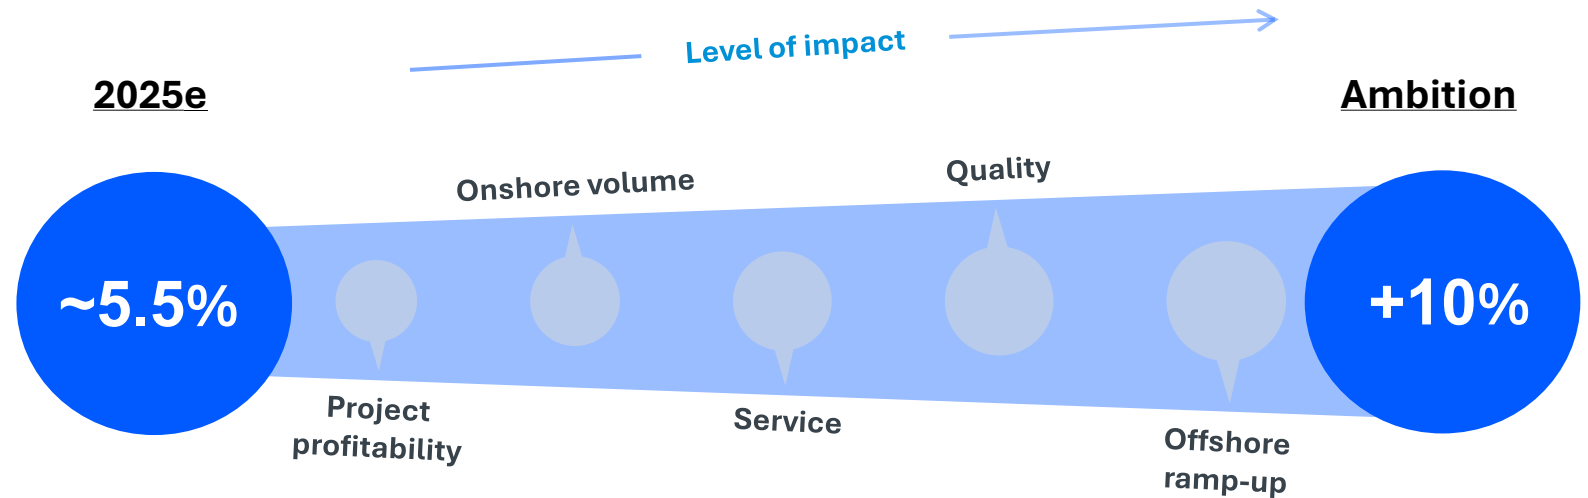 Level of impact
2025e
Ambition
Onshore volume
Quality
~5.5%
+10%
Project
profitability
Service
Offshore
ramp-up